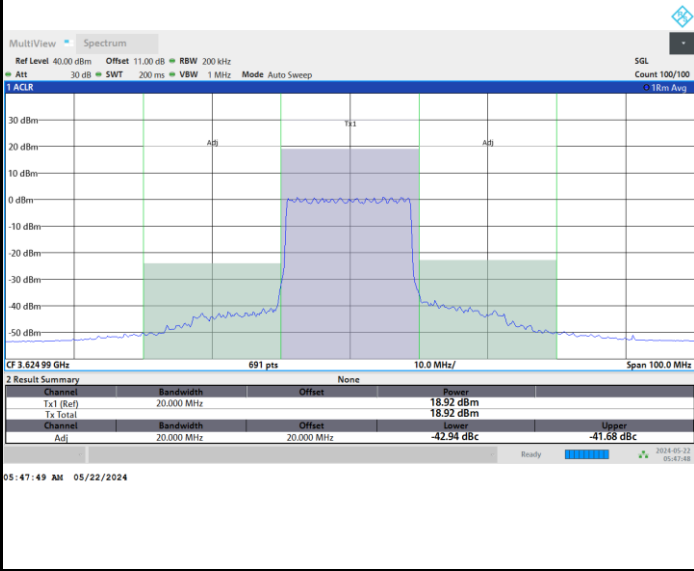 MultiView Spectrum
Ref Level 40.00 dBm Offset 11.00 dB RBW 200 kHz SGL
Att 30 dB SWT 200 ms VBW 1 MHz Mode Auto Sweep Count 100/100
1 ACLR 1Rm Avg
30 dBm
Tx1
20 dBm
Adj Adj
10 dBm
0 dBm
-10 dBm
-20 dBm
-30 dBm
-40 dBm
-50 dBm
CF 3.624 99 GHz 691 pts 10.0 MHz/ Span 100.0 MHz
2 Result Summary None
Channel Bandwidth Offset Power
Tx1 (Ref) 20.000 MHz 18.92 dBm
Tx Total 18.92 dBm
Channel Bandwidth Offset Lower Upper
Adj 20.000 MHz 20.000 MHz -42.94 dBc -41.68 dBc
Ready 2024-05-22
05:47:48
05:47:49 AM 05/22/2024